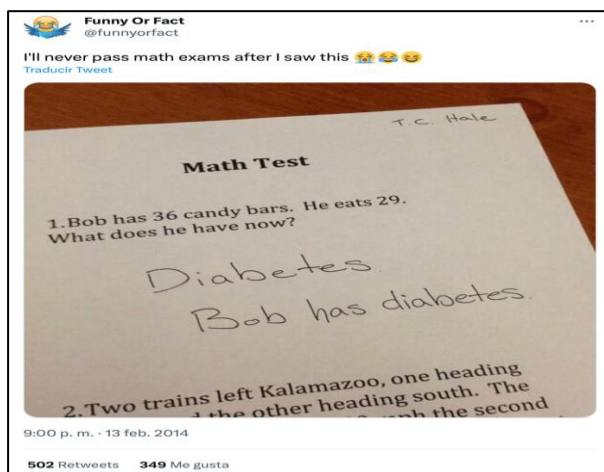 Funny Or Fact
@funnyorfact
I'll never pass math exams after I saw this 😭😂😆
Traducir Tweet
T.C. Hale
Math Test
1.Bob has 36 candy bars. He eats 29.
What does he have now?
Diabetes.
Bob has diabetes.
2.Two trains left Kalamazoo, one heading
the other heading south. The
mph the second
9:00 p. m. · 13 feb. 2014
502 Retweets 349 Me gusta